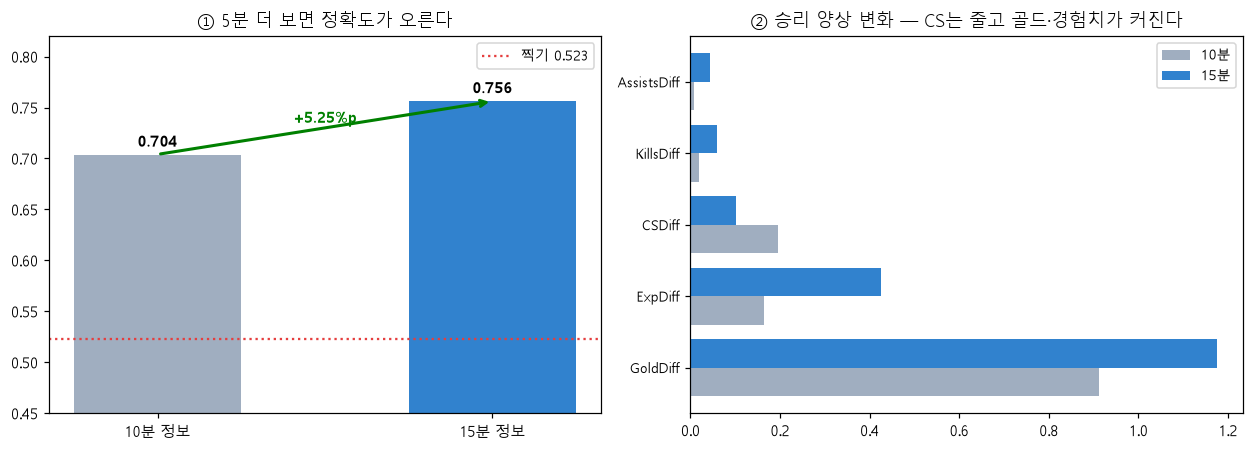 ① 5분 더 보면 정확도가 오른다
찍기 0.523
0.80
0.75
0.70
0.65
0.60
0.55
0.50
0.45
0.704
+5.25%p
0.756
10분 정보
15분 정보
② 승리 양상 변화 — CS는 줄고 골드·경험치가 커진다
10분
15분
AssistsDiff
KillsDiff
CSDiff
ExpDiff
GoldDiff
0.0 0.2 0.4 0.6 0.8 1.0 1.2